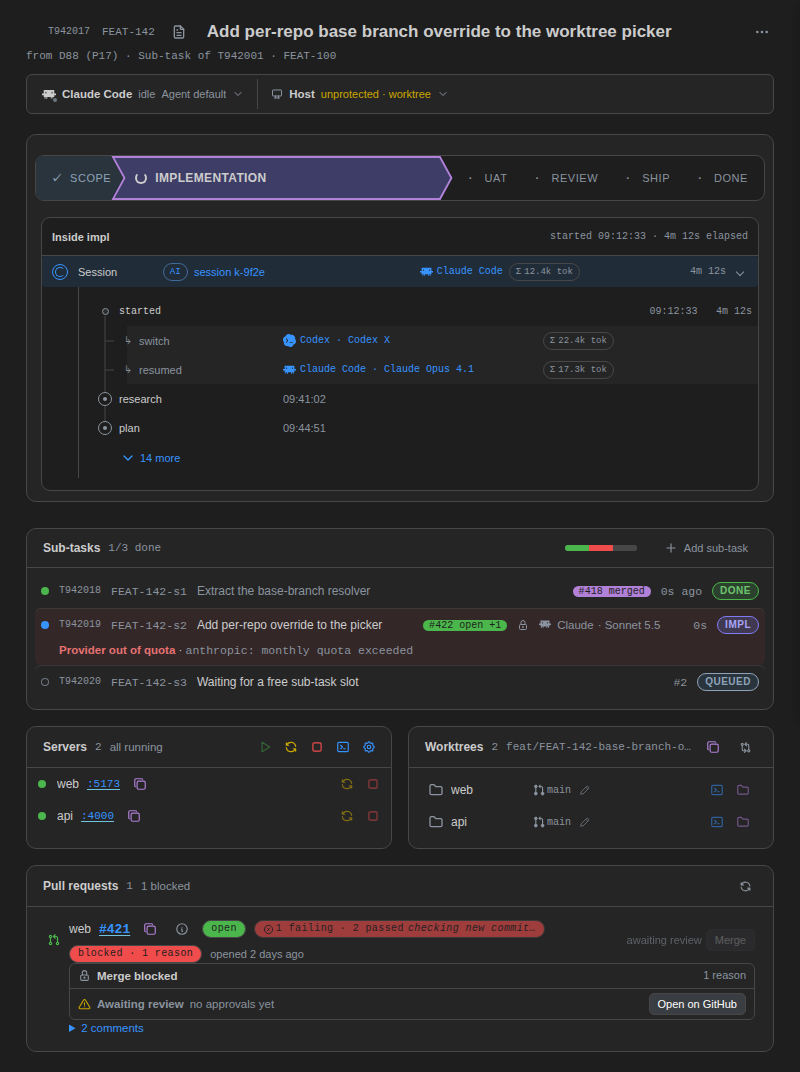 T942017 FEAT-142 Add per-repo base branch override to the worktree picker
from D88 (P17) · Sub-task of T942001 · FEAT-100
Claude Code idle Agent default Host unprotected · worktree
SCOPE IMPLEMENTATION · UAT · REVIEW · SHIP · DONE
Inside impl started 09:12:33 · 4m 12s elapsed
Session AI session k-9f2e Claude Code Σ 12.4k tok 4m 12s
started 09:12:33 4m 12s
↳ switch Codex · Codex X Σ 22.4k tok
↳ resumed Claude Code · Claude Opus 4.1 Σ 17.3k tok
research 09:41:02
plan 09:44:51
14 more
Sub-tasks 1/3 done Add sub-task
T942018 FEAT-142-s1 Extract the base-branch resolver #418 merged 0s ago DONE
T942019 FEAT-142-s2 Add per-repo override to the picker #422 open +1 Claude · Sonnet 5.5 0s IMPL
Provider out of quota · anthropic: monthly quota exceeded
T942020 FEAT-142-s3 Waiting for a free sub-task slot #2 QUEUED
Servers 2 all running
web :5173
api :4000
Worktrees 2 feat/FEAT-142-base-branch-o…
web main
api main
Pull requests 1 1 blocked
web #421 open 1 failing · 2 passed checking new commit…
blocked · 1 reason opened 2 days ago
awaiting review Merge
Merge blocked 1 reason
Awaiting review no approvals yet Open on GitHub
2 comments